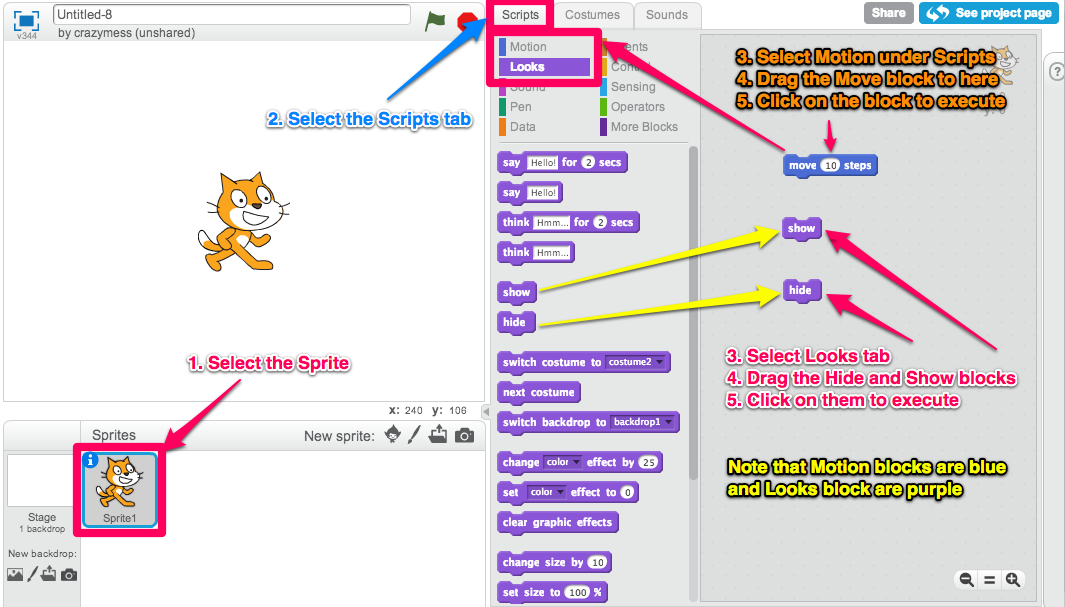 Untitled-8
by crazymess (unshared)
v344
Scripts
Costumes
Sounds
Share
See project page
?
Motion
Looks
Sound
Pen
Data
Events
Control
Sensing
Operators
More Blocks
2. Select the Scripts tab
3. Select Motion under Scripts
4. Drag the Move block to here
5. Click on the block to execute
move 10 steps
say Hello! for 2 secs
say Hello!
think Hmm... for 2 secs
think Hmm...
show
hide
switch costume to costume2
next costume
switch backdrop to backdrop1
change color effect by 25
set color effect to 0
clear graphic effects
change size by 10
set size to 100 %
show
hide
3. Select Looks tab
4. Drag the Hide and Show blocks
5. Click on them to execute
Note that Motion blocks are blue
and Looks block are purple
1. Select the Sprite
x: 240 y: 106
Sprites
New sprite:
i
Sprite1
Stage
1 backdrop
New backdrop: